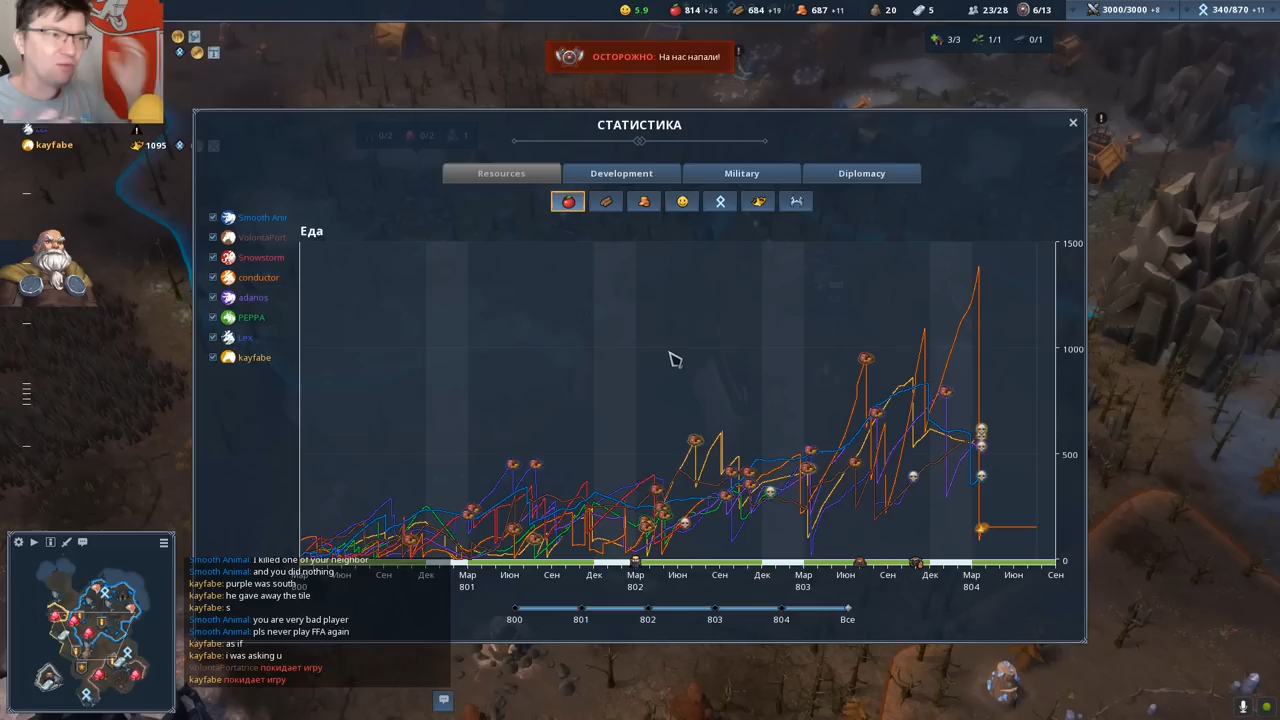 5.9
814 +26
684 +19
687 +11
20
5
23/28
6/13
3000/3000 +8
340/870 +11
3/3
1/1
0/1
ОСТОРОЖНО: На нас напали!
kayfabe
1095
0/2
0/2
1
СТАТИСТИКА
Resources
Development
Military
Diplomacy
Smooth Ani
VolontaPort
Snowstorm
conductor
adanos
PEPPA
Lex
kayfabe
Еда
1500
1000
500
0
Июн
Сен
Дек
Мар
801
Июн
Сен
Дек
Мар
802
Июн
Сен
Дек
Мар
803
Июн
Сен
Дек
Мар
804
Июн
Сен
800
801
802
803
804
Все
Smooth Animal: I killed one of your neighbor
Smooth Animal: and you did nothing
kayfabe: purple was south
kayfabe: he gave away the tile
kayfabe: s
Smooth Animal: you are very bad player
Smooth Animal: pls never play FFA again
kayfabe: as if
kayfabe: i was asking u
VolontaPortatrice покидает игру
kayfabe покидает игру